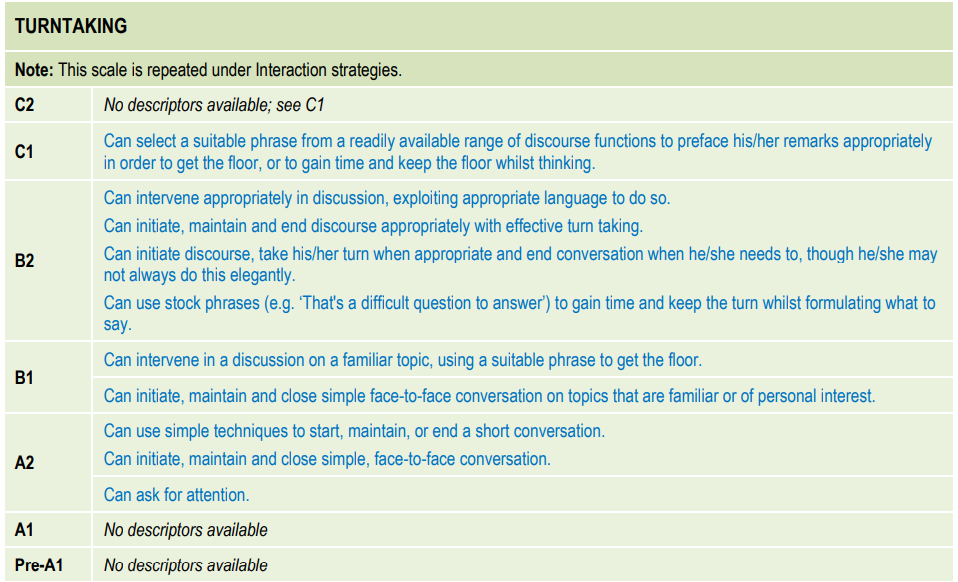 TURNTAKING
Note: This scale is repeated under Interaction strategies.
C2
No descriptors available; see C1
C1
Can select a suitable phrase from a readily available range of discourse functions to preface his/her remarks appropriately
in order to get the floor, or to gain time and keep the floor whilst thinking.
B2
Can intervene appropriately in discussion, exploiting appropriate language to do so.
Can initiate, maintain and end discourse appropriately with effective turn taking.
Can initiate discourse, take his/her turn when appropriate and end conversation when he/she needs to, though he/she may
not always do this elegantly.
Can use stock phrases (e.g. ‘That's a difficult question to answer’) to gain time and keep the turn whilst formulating what to
say.
B1
Can intervene in a discussion on a familiar topic, using a suitable phrase to get the floor.
Can initiate, maintain and close simple face-to-face conversation on topics that are familiar or of personal interest.
A2
Can use simple techniques to start, maintain, or end a short conversation.
Can initiate, maintain and close simple, face-to-face conversation.
Can ask for attention.
A1
No descriptors available
Pre-A1
No descriptors available